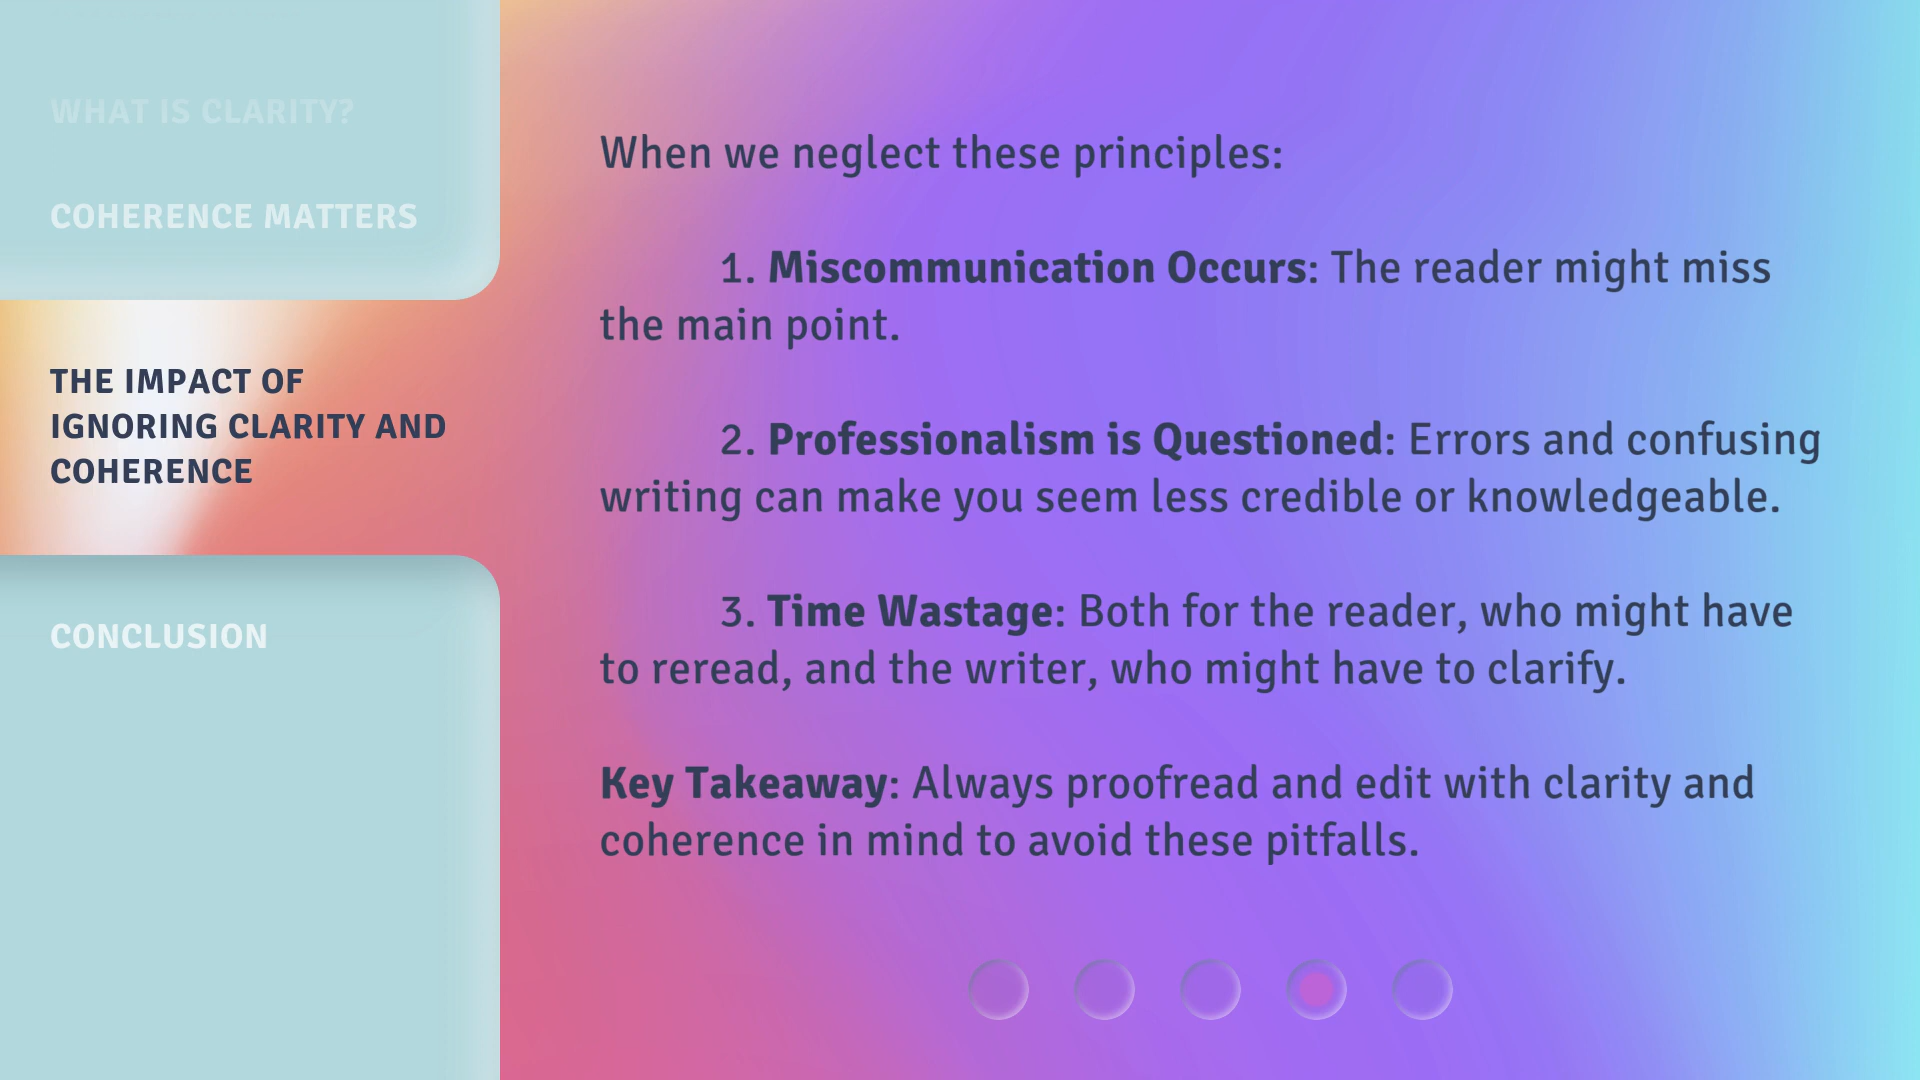 WHAT IS CLARITY?
COHERENCE MATTERS
THE IMPACT OF
IGNORING CLARITY AND
COHERENCE
CONCLUSION
When we neglect these principles:
1. Miscommunication Occurs: The reader might miss
the main point.
2. Professionalism is Questioned: Errors and confusing
writing can make you seem less credible or knowledgeable.
3. Time Wastage: Both for the reader, who might have
to reread, and the writer, who might have to clarify.
Key Takeaway: Always proofread and edit with clarity and
coherence in mind to avoid these pitfalls.